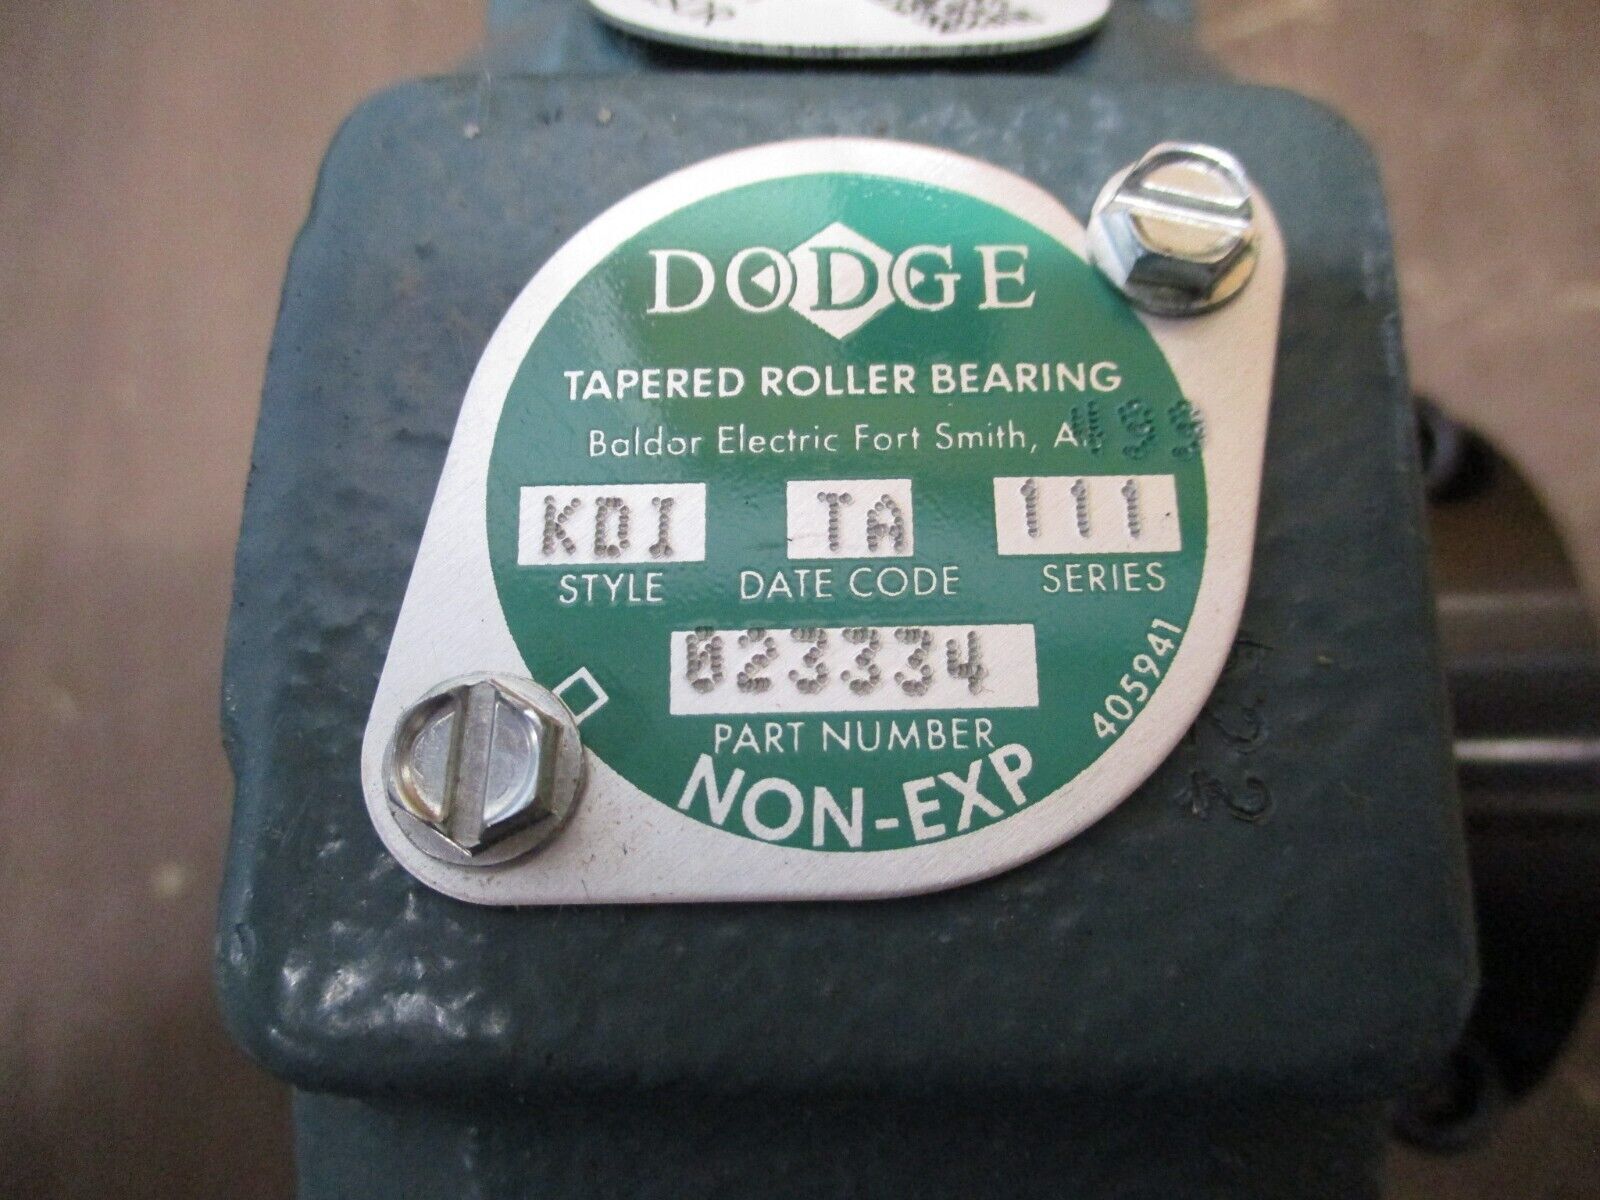 DODGE
TAPERED ROLLER BEARING
Baldor Electric Fort Smith, A
KDI TA 111
STYLE DATE CODE SERIES
023334
PART NUMBER
NON-EXP
405941